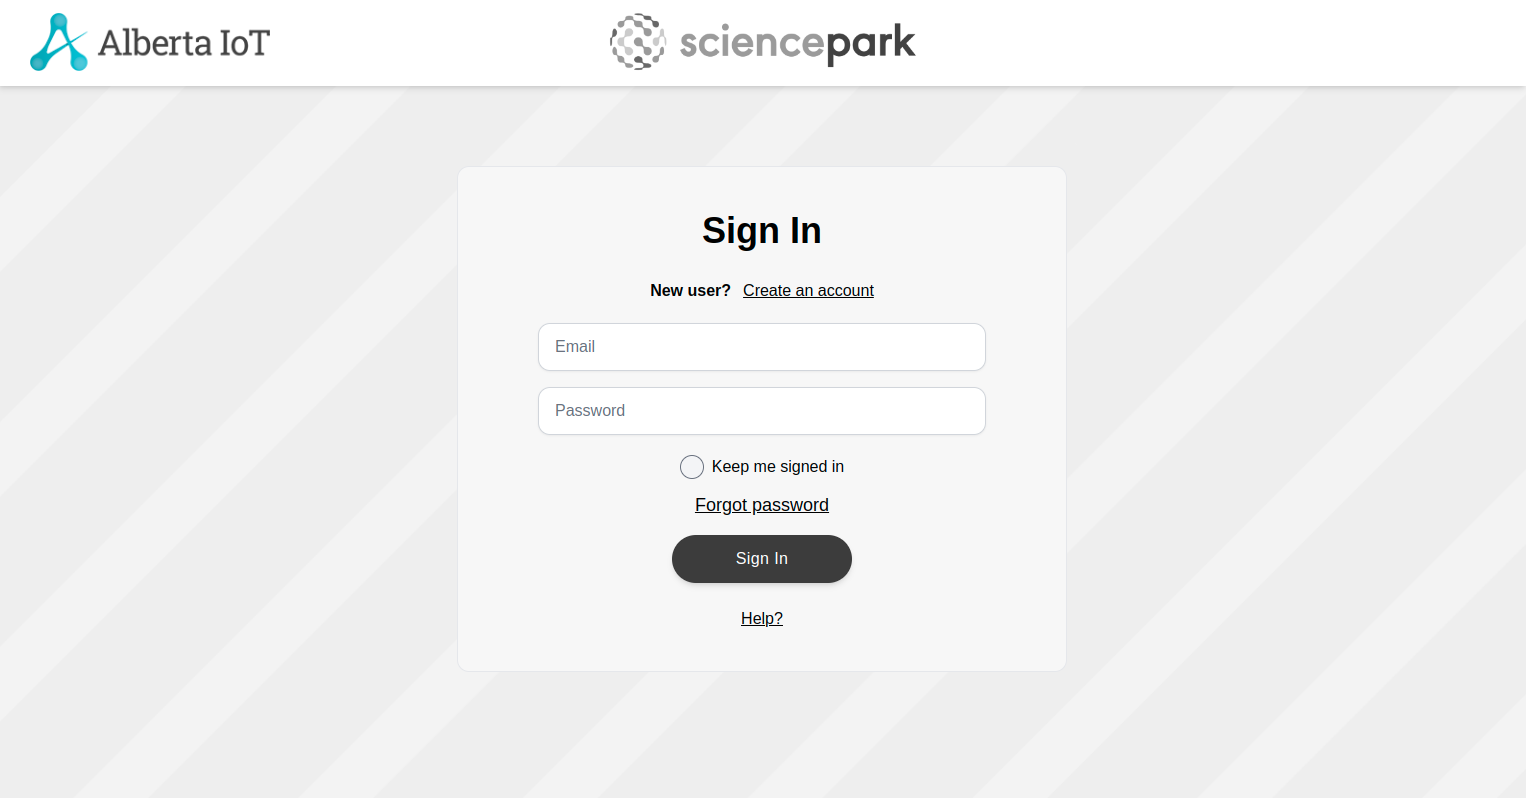 Alberta IoT
sciencepark
Sign In
New user? Create an account
Email
Password
Keep me signed in
Forgot password
Sign In
Help?